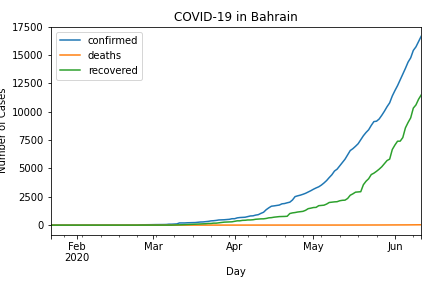 COVID-19 in Bahrain
17500
15000
12500
10000
7500
5000
2500
0
Number of Cases
confirmed
deaths
recovered
Feb Mar Apr May Jun
2020
Day